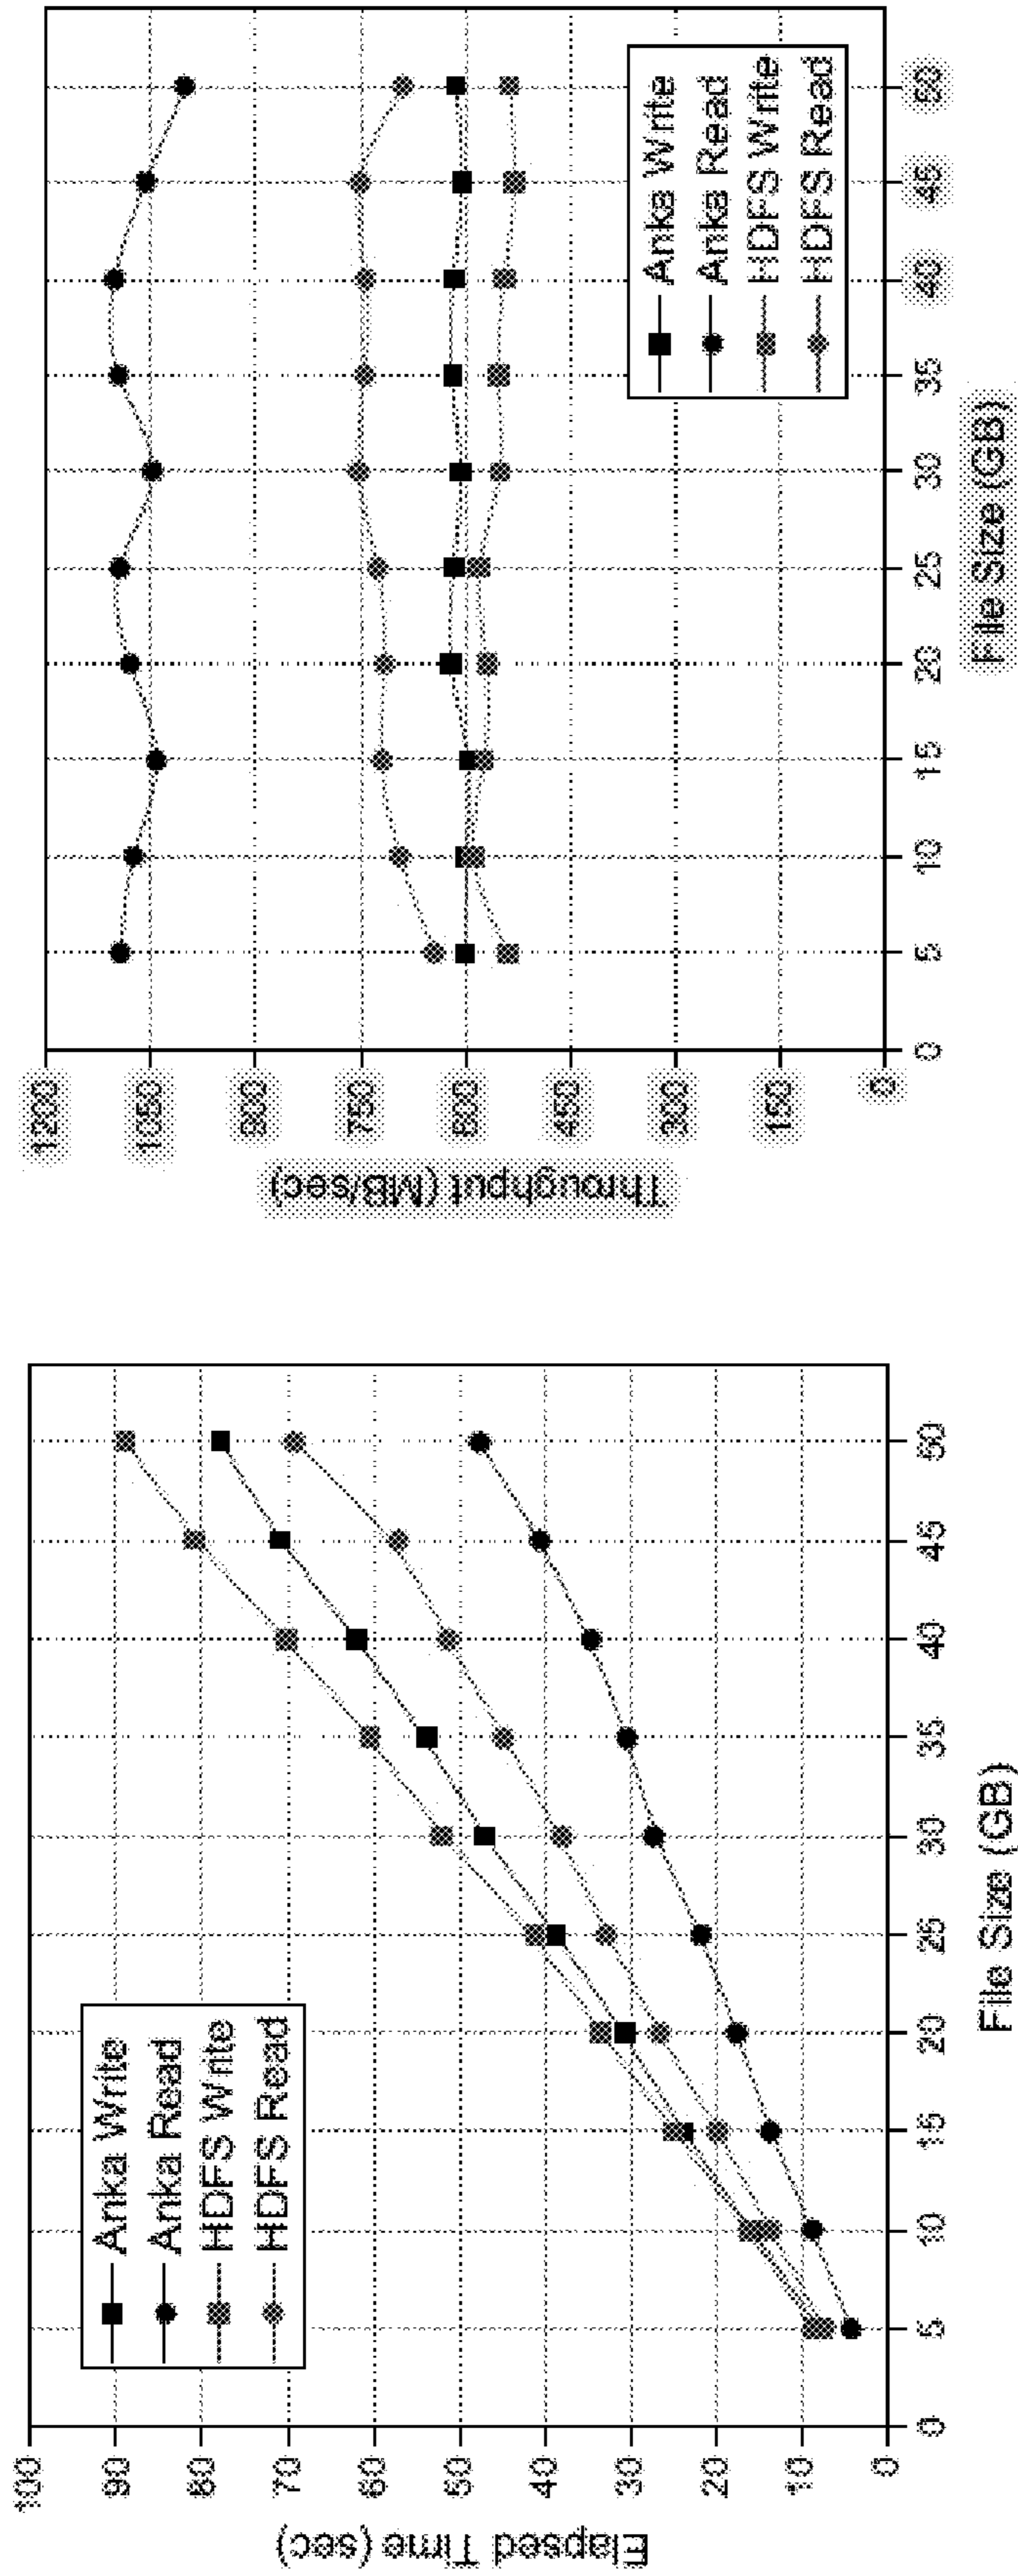 100
90
80
70
60
50
40
30
20
10
0
Elapsed Time (sec)
Anka Write
Anka Read
HDFS Write
HDFS Read
0 5 10 15 20 25 30 35 40 45 50
File Size (GB)
1200
1050
900
750
600
450
300
150
0
Throughput (MB/sec)
Anka Write
Anka Read
HDFS Write
HDFS Read
0 5 10 15 20 25 30 35 40 45 50
File Size (GB)